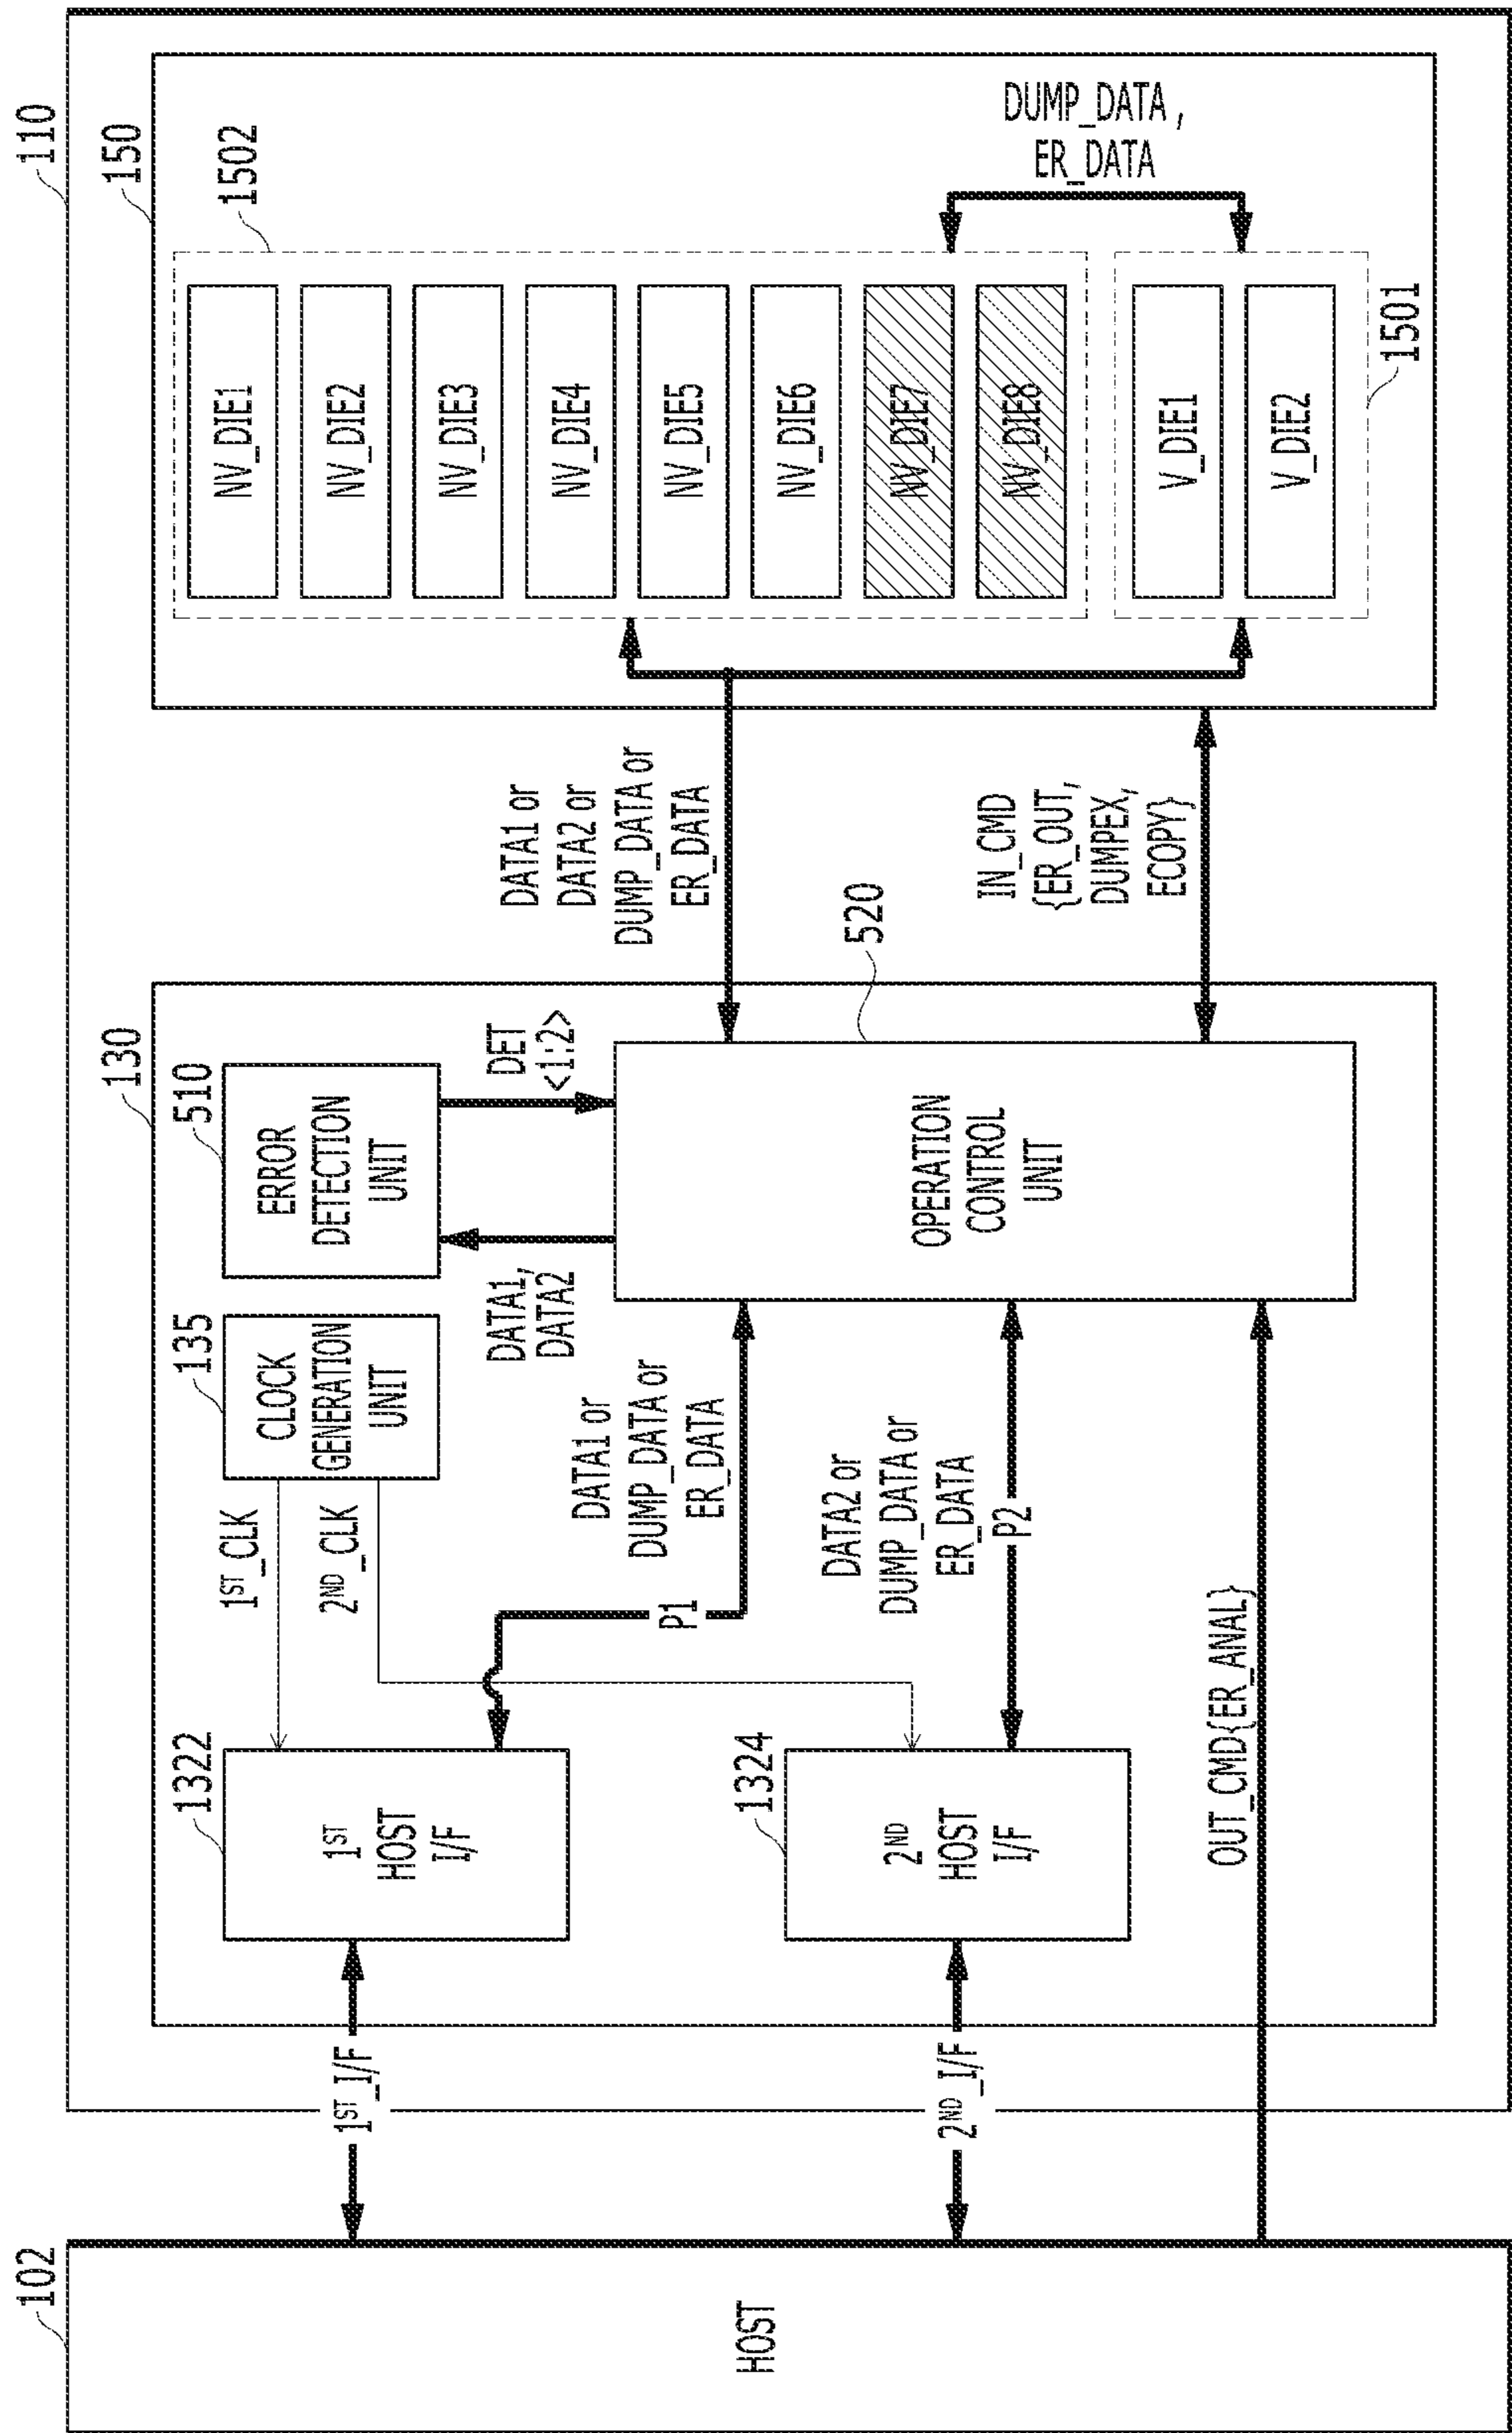 102
HOST
110
1ST_I/F
2ND_I/F
OUT_CMD{ER_ANAL}
130
1322
1ST
HOST
I/F
1324
2ND
HOST
I/F
1ST_CLK
2ND_CLK
135
CLOCK
GENERATION
UNIT
510
ERROR
DETECTION
UNIT
DATA1,
DATA2
DET
<1:2>
P1
DATA1 or
DUMP_DATA or
ER_DATA
DATA2 or
DUMP_DATA or
ER_DATA
P2
520
OPERATION
CONTROL
UNIT
DATA1 or
DATA2 or
DUMP_DATA or
ER_DATA
IN_CMD
{ER_OUT,
DUMPEX,
ECOPY}
150
1502
NV_DIE1
NV_DIE2
NV_DIE3
NV_DIE4
NV_DIE5
NV_DIE6
NV_DIE7
NV_DIE8
V_DIE1
V_DIE2
1501
DUMP_DATA ,
ER_DATA